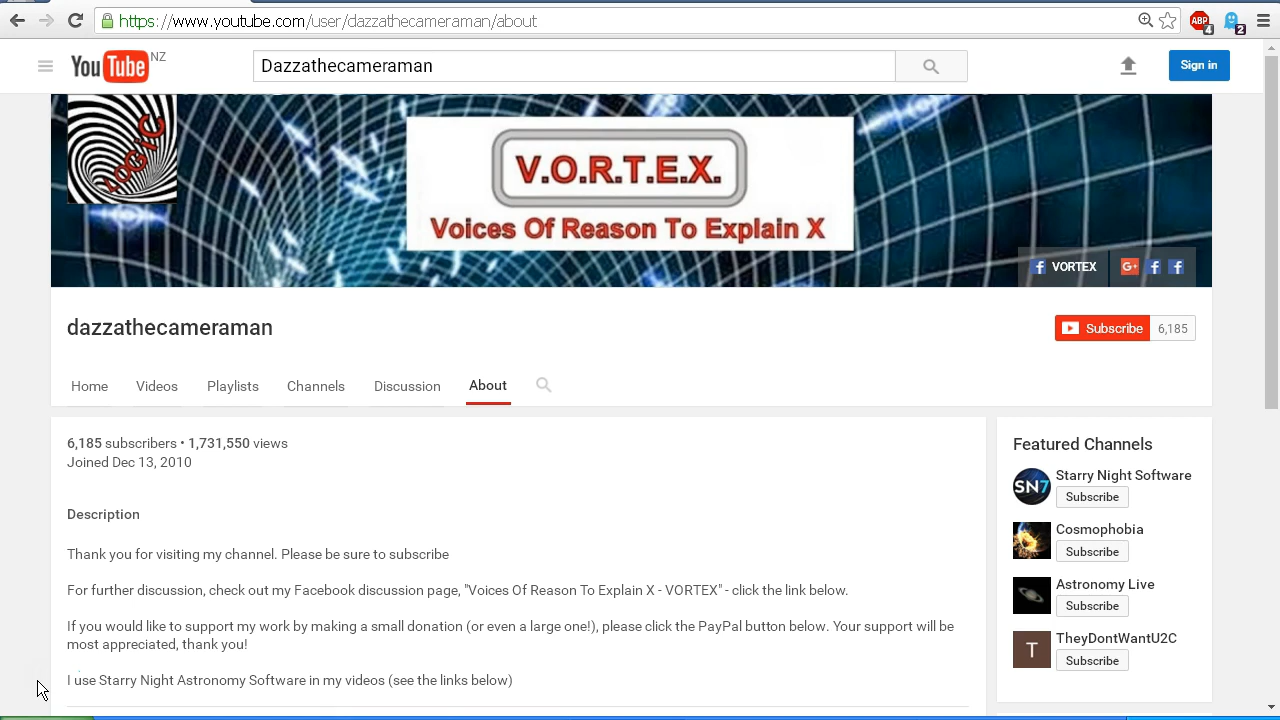 https://www.youtube.com/user/dazzathecameraman/about
ABP 4 2
YouTube NZ
Dazzathecameraman
Sign in
LOGIC
V.O.R.T.E.X.
Voices Of Reason To Explain X
VORTEX G+
dazzathecameraman
Subscribe 6,185
Home Videos Playlists Channels Discussion About
6,185 subscribers • 1,731,550 views
Joined Dec 13, 2010
Description
Thank you for visiting my channel. Please be sure to subscribe
For further discussion, check out my Facebook discussion page, "Voices Of Reason To Explain X - VORTEX" - click the link below.
If you would like to support my work by making a small donation (or even a large one!), please click the PayPal button below. Your support will be
most appreciated, thank you!
I use Starry Night Astronomy Software in my videos (see the links below)
Featured Channels
SN7
Starry Night Software
Subscribe
Cosmophobia
Subscribe
Astronomy Live
Subscribe
T
TheyDontWantU2C
Subscribe